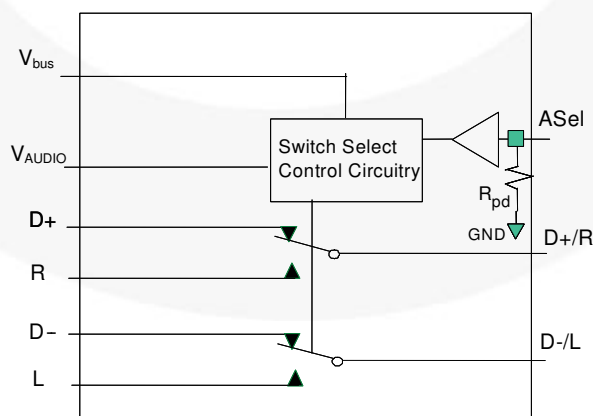 Vbus
ASel
Switch Select
Control Circuitry
VAUDIO
Rpd
D+
GND
D+/R
R
D−
D-/L
L